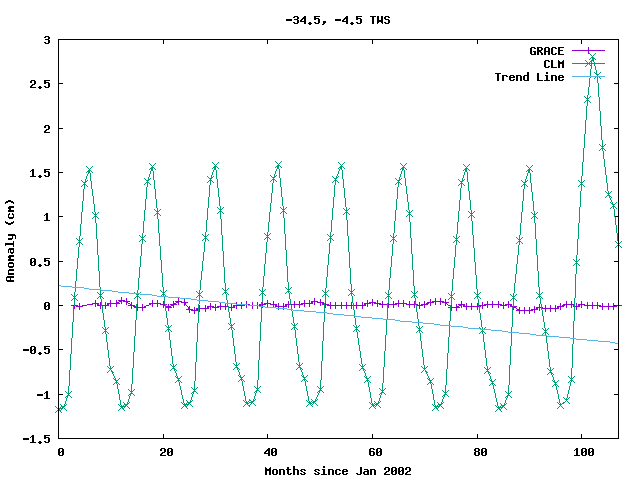 -34.5, -4.5 TWS
GRACE
CLM
Trend Line
3
2.5
2
1.5
1
0.5
0
-0.5
-1
-1.5
Anomaly (cm)
0 20 40 60 80 100
Months since Jan 2002